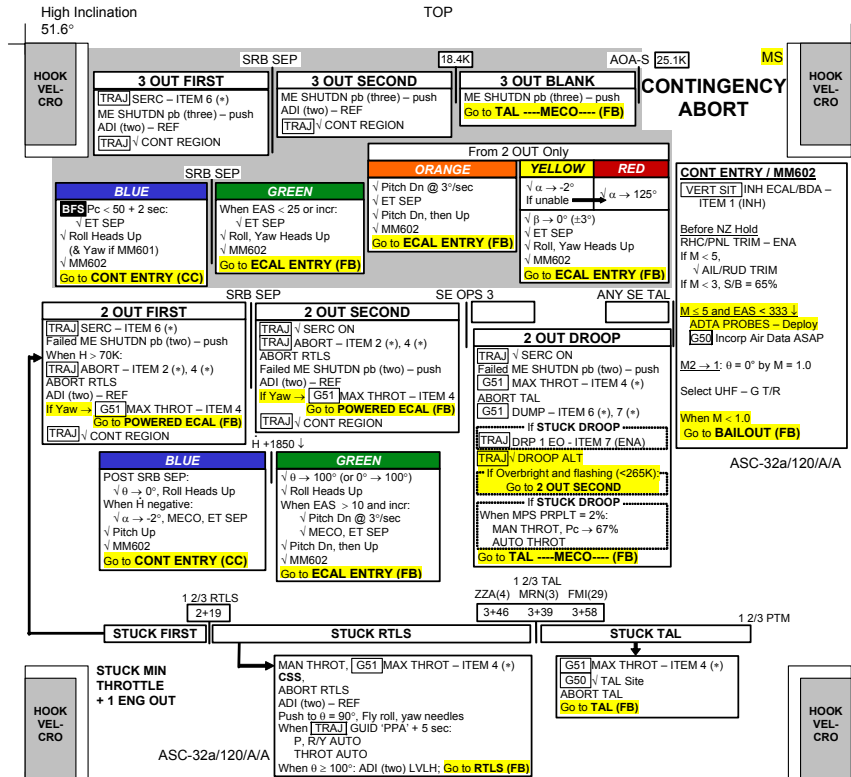 High Inclination
51.6°
TOP
MS
HOOK
VEL-
CRO
SRB SEP
18.4K
AOA-S
25.1K
HOOK
VEL-
CRO
CONTINGENCY
ABORT
3 OUT FIRST
TRAJ SERC – ITEM 6 (*)
ME SHUTDN pb (three) – push
ADI (two) – REF
TRAJ √ CONT REGION
3 OUT SECOND
ME SHUTDN pb (three) – push
ADI (two) – REF
TRAJ √ CONT REGION
3 OUT BLANK
ME SHUTDN pb (three) – push
Go to TAL ----MECO---- (FB)
SRB SEP
BLUE
BFS Pc < 50 + 2 sec:
√ ET SEP
√ Roll Heads Up
(& Yaw if MM601)
√ MM602
Go to CONT ENTRY (CC)
GREEN
When EAS < 25 or incr:
√ ET SEP
√ Roll, Yaw Heads Up
√ MM602
Go to ECAL ENTRY (FB)
From 2 OUT Only
ORANGE
√ Pitch Dn @ 3°/sec
√ ET SEP
√ Pitch Dn, then Up
√ MM602
Go to ECAL ENTRY (FB)
YELLOW
√ α → -2°
If unable
RED
√ α → 125°
√ β → 0° (±3°)
√ ET SEP
√ Roll, Yaw Heads Up
√ MM602
Go to ECAL ENTRY (FB)
CONT ENTRY / MM602
VERT SIT INH ECAL/BDA –
ITEM 1 (INH)
Before NZ Hold
RHC/PNL TRIM – ENA
If M < 5,
√ AIL/RUD TRIM
If M < 3, S/B = 65%
M ≤ 5 and EAS < 333 ↓
ADTA PROBES – Deploy
G50 Incorp Air Data ASAP
M2 → 1: θ = 0° by M = 1.0
Select UHF – G T/R
When M < 1.0
Go to BAILOUT (FB)
ASC-32a/120/A/A
SRB SEP
SE OPS 3
ANY SE TAL
2 OUT FIRST
TRAJ SERC – ITEM 6 (*)
Failed ME SHUTDN pb (two) – push
When H > 70K:
TRAJ ABORT – ITEM 2 (*), 4 (*)
ABORT RTLS
ADI (two) – REF
If Yaw → G51 MAX THROT – ITEM 4
Go to POWERED ECAL (FB)
TRAJ √ CONT REGION
2 OUT SECOND
TRAJ √ SERC ON
TRAJ ABORT – ITEM 2 (*), 4 (*)
ABORT RTLS
Failed ME SHUTDN pb (two) – push
ADI (two) – REF
If Yaw → G51 MAX THROT – ITEM 4
Go to POWERED ECAL (FB)
TRAJ √ CONT REGION
2 OUT DROOP
TRAJ √ SERC ON
Failed ME SHUTDN pb (two) – push
G51 MAX THROT – ITEM 4 (*)
ABORT TAL
G51 DUMP – ITEM 6 (*), 7 (*)
If STUCK DROOP
TRAJ DRP 1 EO - ITEM 7 (ENA)
TRAJ √ DROOP ALT
If Overbright and flashing (<265K):
Go to 2 OUT SECOND
If STUCK DROOP
When MPS PRPLT = 2%:
MAN THROT, Pc → 67%
AUTO THROT
Go to TAL ----MECO---- (FB)
Ḣ +1850 ↓
BLUE
POST SRB SEP:
√ θ → 0°, Roll Heads Up
When Ḣ negative:
√ α → -2°, MECO, ET SEP
√ Pitch Up
√ MM602
Go to CONT ENTRY (CC)
GREEN
√ θ → 100° (or 0° → 100°)
√ Roll Heads Up
When EAS > 10 and incr:
√ Pitch Dn @ 3°/sec
√ MECO, ET SEP
√ Pitch Dn, then Up
√ MM602
Go to ECAL ENTRY (FB)
1 2/3 RTLS
2+19
1 2/3 TAL
ZZA(4) MRN(3) FMI(29)
3+46 3+39 3+58
1 2/3 PTM
STUCK FIRST
STUCK RTLS
STUCK TAL
HOOK
VEL-
CRO
STUCK MIN
THROTTLE
+ 1 ENG OUT
ASC-32a/120/A/A
MAN THROT, G51 MAX THROT – ITEM 4 (*)
CSS,
ABORT RTLS
ADI (two) – REF
Push to θ = 90°, Fly roll, yaw needles
When TRAJ GUID 'PPA' + 5 sec:
P, R/Y AUTO
THROT AUTO
When θ ≥ 100°: ADI (two) LVLH; Go to RTLS (FB)
G51 MAX THROT – ITEM 4 (*)
G50 √ TAL Site
ABORT TAL
Go to TAL (FB)
HOOK
VEL-
CRO